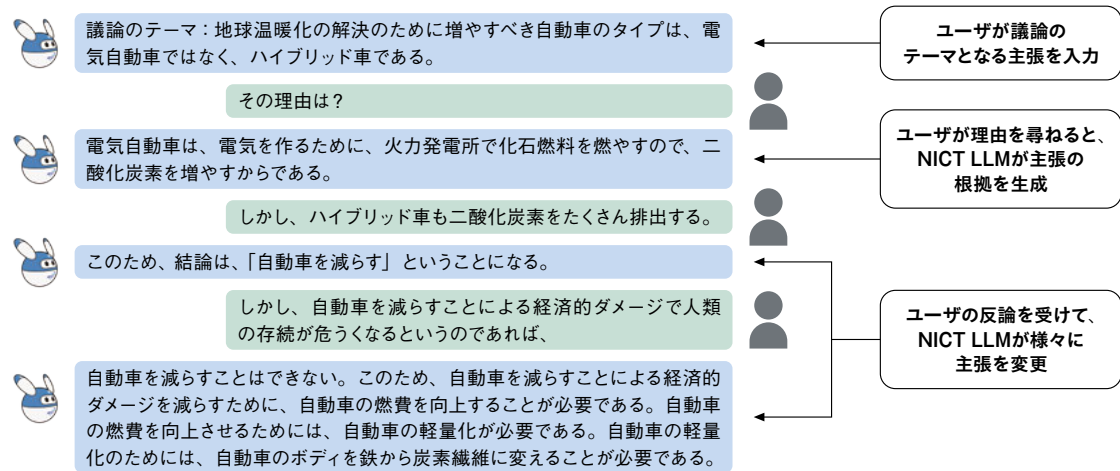 議論のテーマ：地球温暖化の解決のために増やすべき自動車のタイプは、電
気自動車ではなく、ハイブリッド車である。
ユーザが議論の
テーマとなる主張を入力
その理由は？
電気自動車は、電気を作るために、火力発電所で化石燃料を燃やすので、二
酸化炭素を増やすからである。
ユーザが理由を尋ねると、
NICT LLMが主張の
根拠を生成
しかし、ハイブリッド車も二酸化炭素をたくさん排出する。
このため、結論は、「自動車を減らす」ということになる。
しかし、自動車を減らすことによる経済的ダメージで人類
の存続が危うくなるというのであれば、
ユーザの反論を受けて、
NICT LLMが様々に
主張を変更
自動車を減らすことはできない。このため、自動車を減らすことによる経済的
ダメージを減らすために、自動車の燃費を向上することが必要である。自動車
の燃費を向上させるためには、自動車の軽量化が必要である。自動車の軽量
化のためには、自動車のボディを鉄から炭素繊維に変えることが必要である。